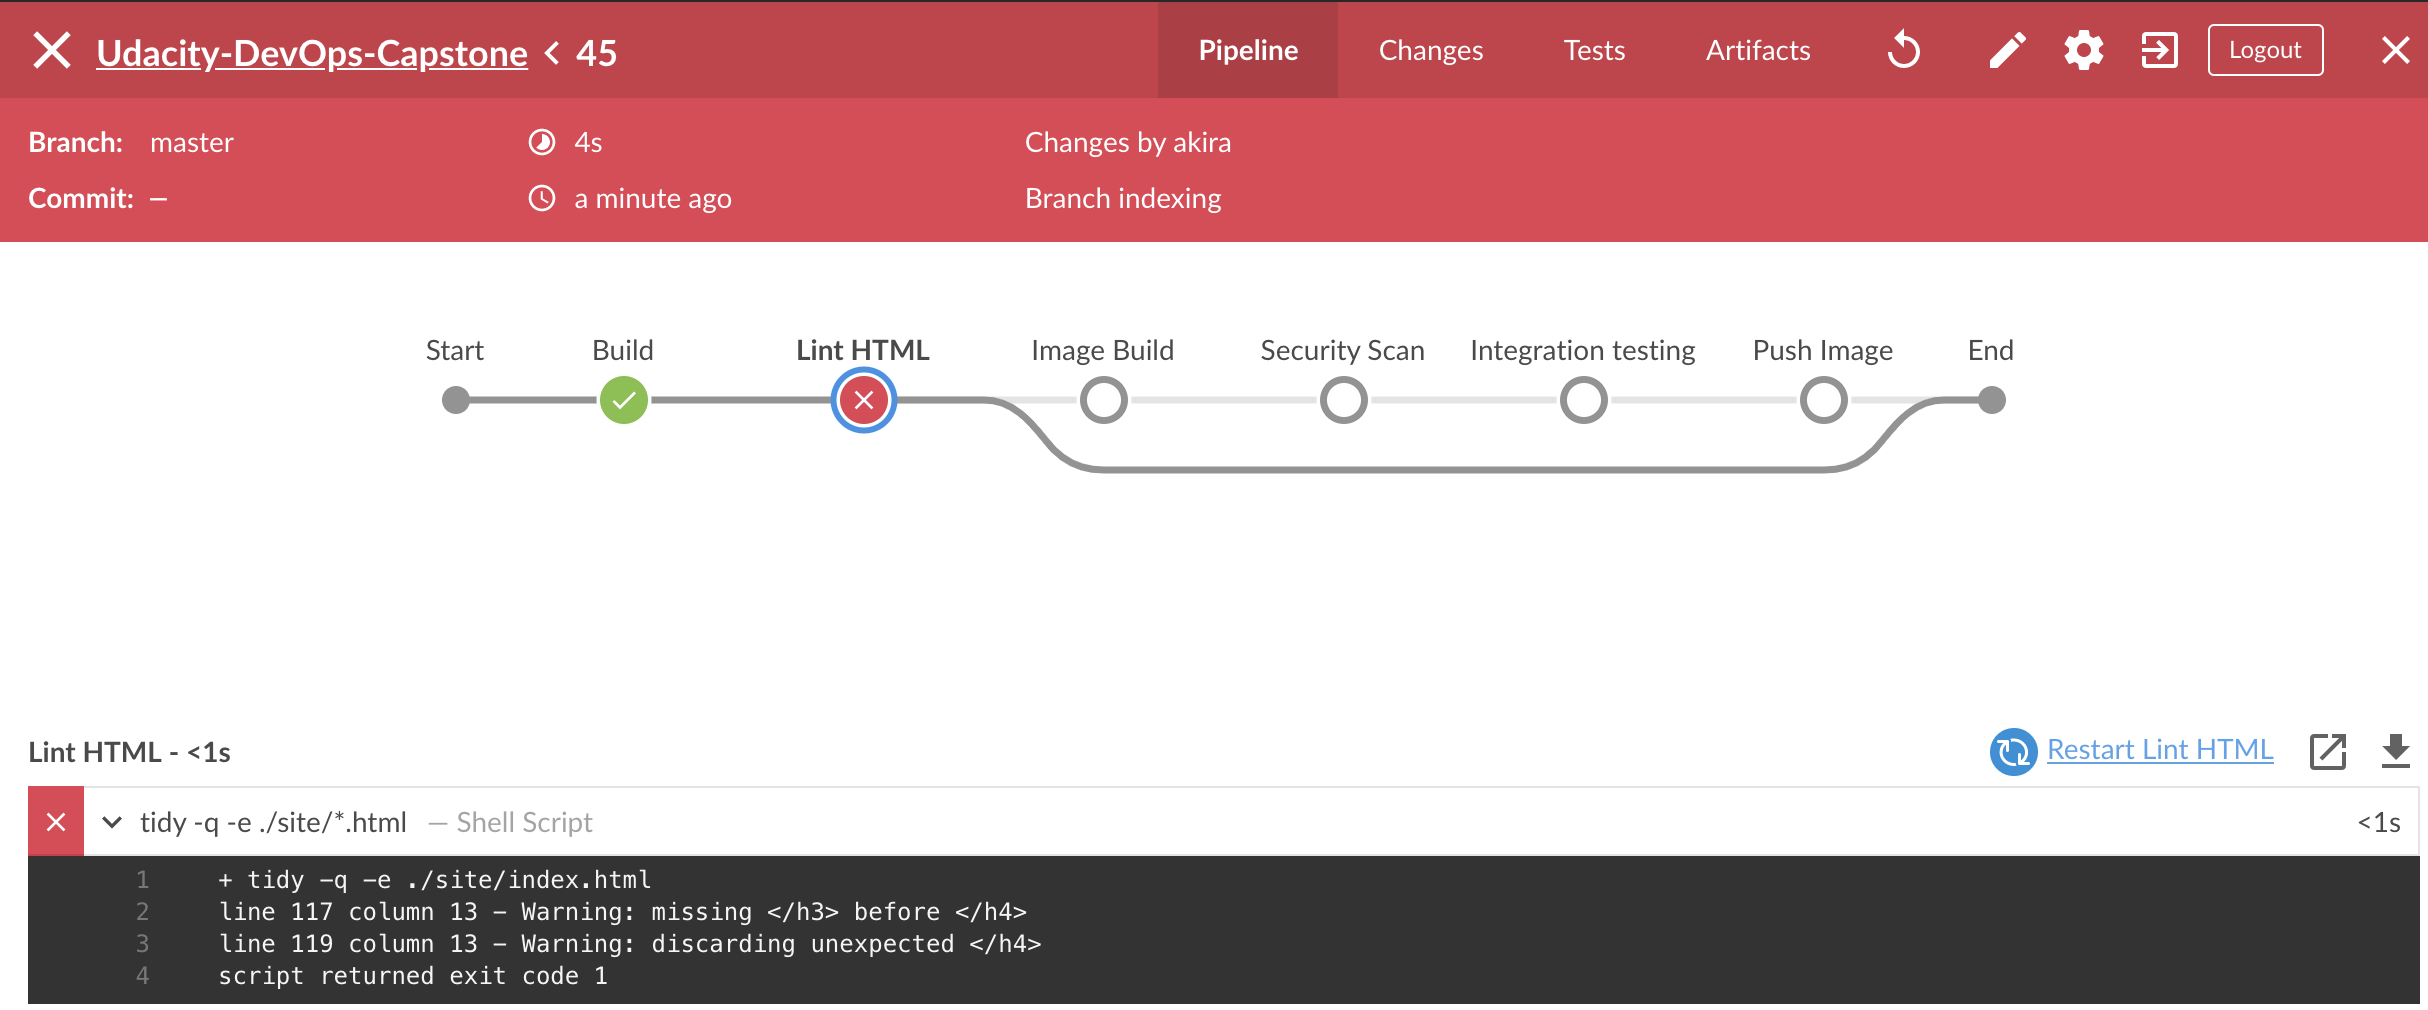 Udacity-DevOps-Capstone < 45
Pipeline Changes Tests Artifacts Logout
Branch: master 4s Changes by akira
Commit: — a minute ago Branch indexing
Start Build Lint HTML Image Build Security Scan Integration testing Push Image End
Lint HTML - <1s Restart Lint HTML
tidy -q -e ./site/*.html — Shell Script <1s
1 + tidy -q -e ./site/index.html
2 line 117 column 13 - Warning: missing </h3> before </h4>
3 line 119 column 13 - Warning: discarding unexpected </h4>
4 script returned exit code 1